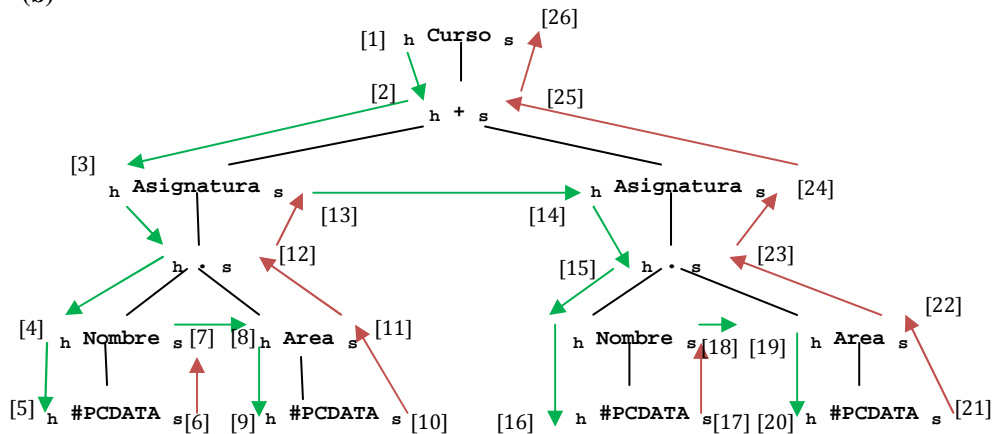 (b)
[1] h Curso s [26]
[2] h + s [25]
[3] h Asignatura s [13] h Asignatura s [24]
[14]
h · s [12] [15] h · s [23]
[4] h Nombre s [7] [8] h Area s [11] h Nombre s [18] [19] h Area s [22]
[5] h #PCDATA s [6] [9] h #PCDATA s [10] [16] h #PCDATA s [17] [20] h #PCDATA s [21]